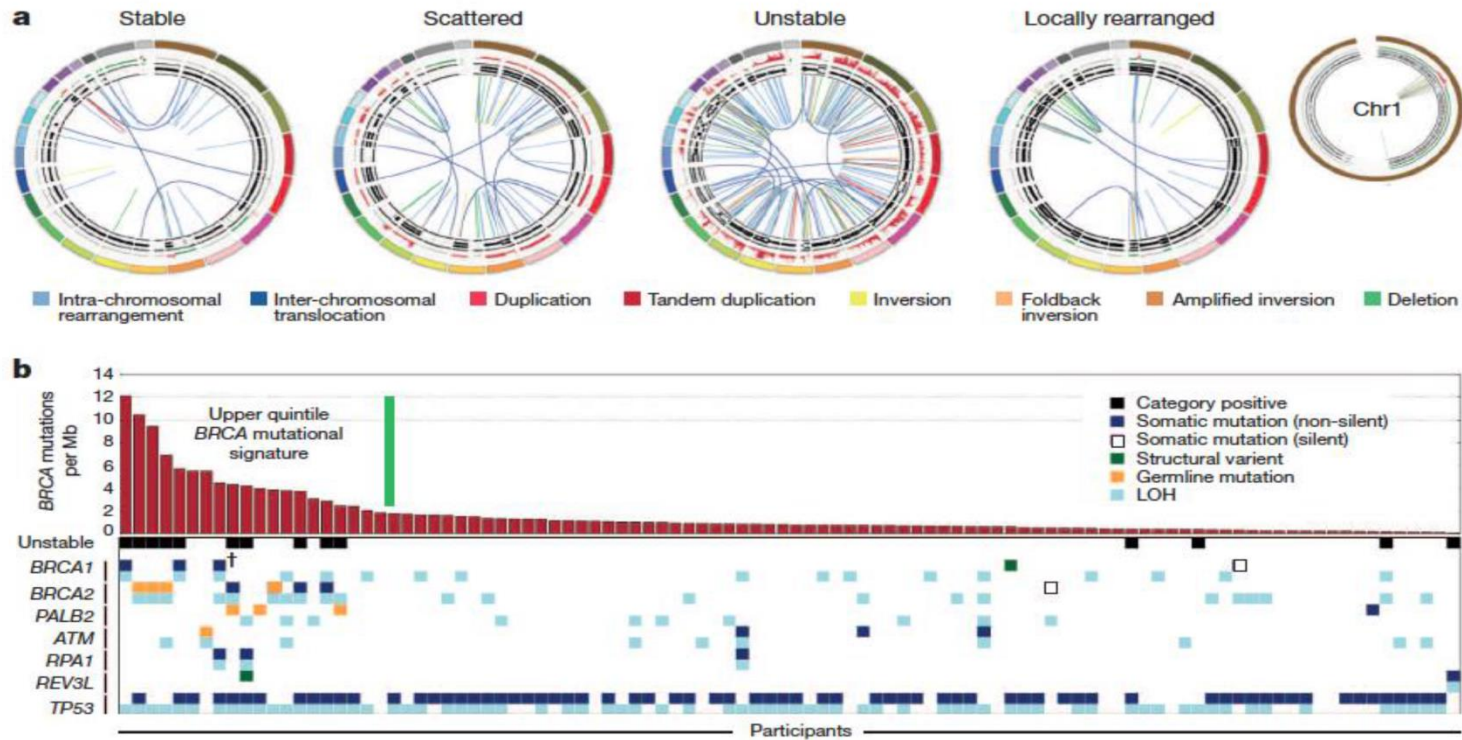 a
Stable Scattered Unstable Locally rearranged
Chr1
Intra-chromosomal rearrangement
Inter-chromosomal translocation
Duplication
Tandem duplication
Inversion
Foldback inversion
Amplified inversion
Deletion
b
BRCA mutations per Mb
14
12
10
8
6
4
2
0
Upper quintile
BRCA mutational
signature
Category positive
Somatic mutation (non-silent)
Somatic mutation (silent)
Structural varient
Germline mutation
LOH
Unstable
†
BRCA1
BRCA2
PALB2
ATM
RPA1
REV3L
TP53
Participants